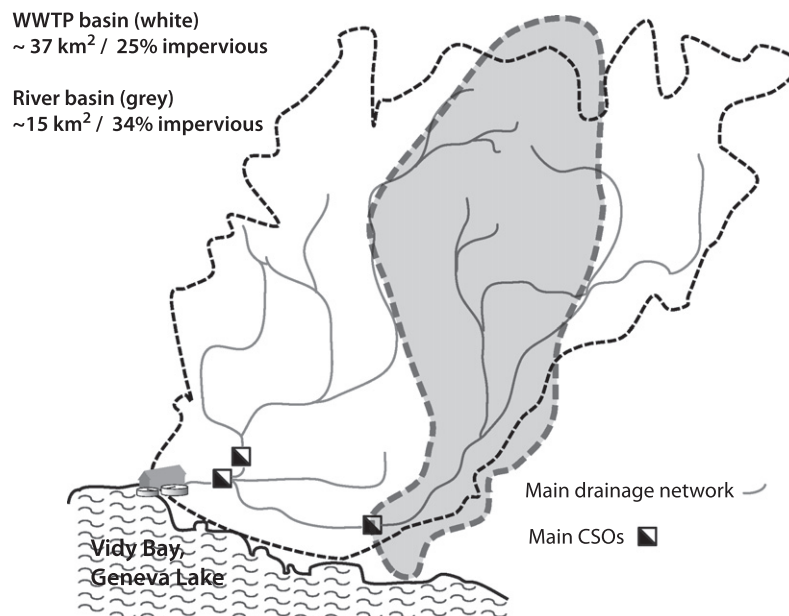 WWTP basin (white)
~ 37 km² / 25% impervious
River basin (grey)
~15 km² / 34% impervious
Main drainage network
Main CSOs
Vidy Bay,
Geneva Lake